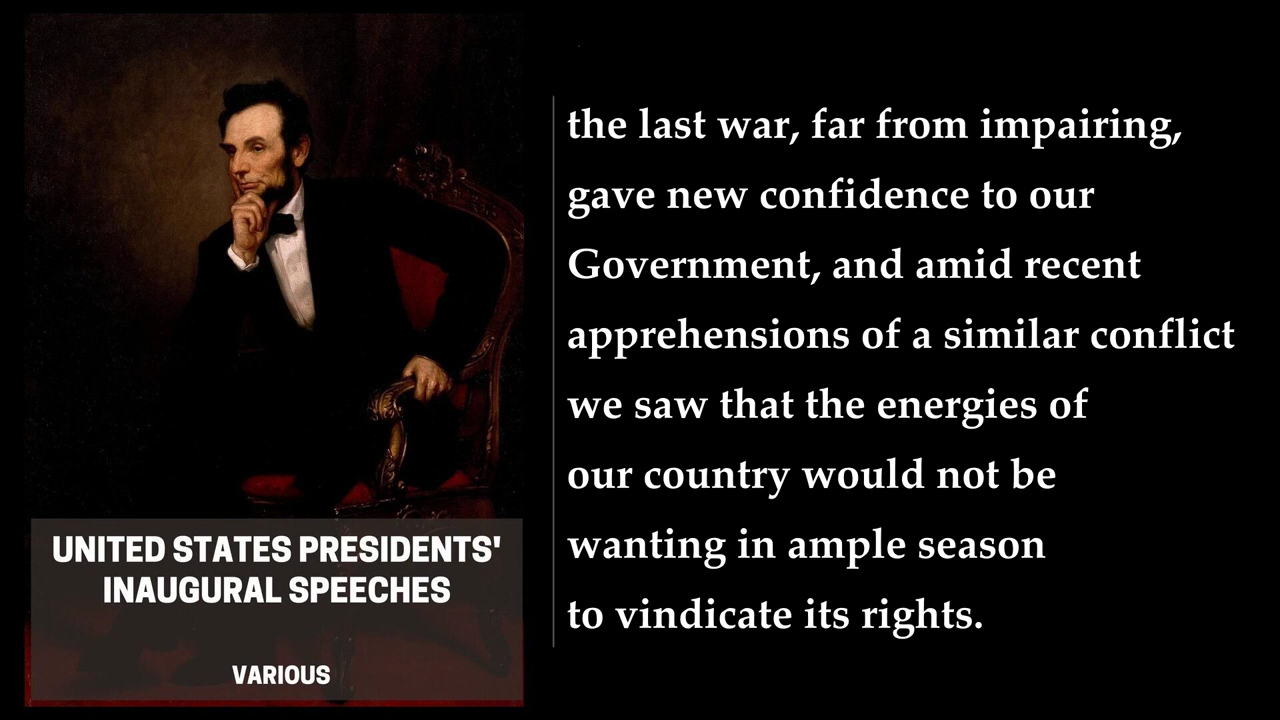 the last war, far from impairing,
gave new confidence to our
Government, and amid recent
apprehensions of a similar conflict
we saw that the energies of
our country would not be
wanting in ample season
to vindicate its rights.
UNITED STATES PRESIDENTS'
INAUGURAL SPEECHES
VARIOUS